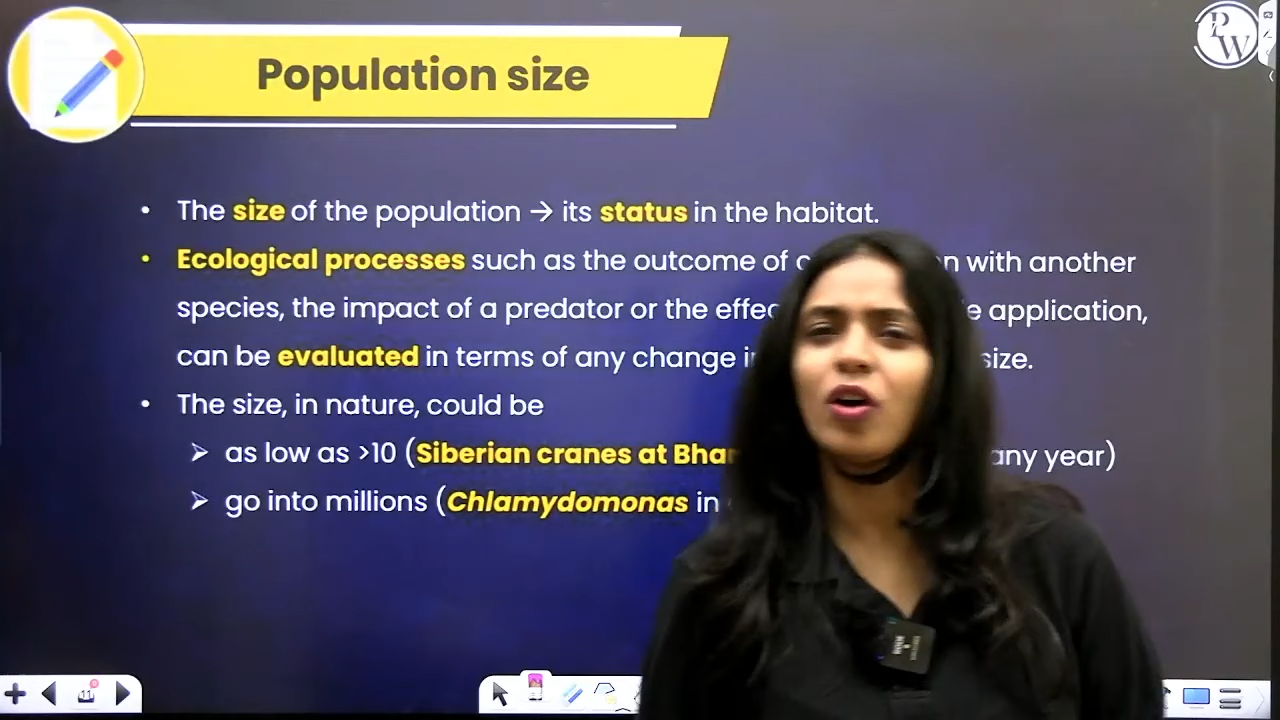 Population size
PW
• The size of the population → its status in the habitat.
• Ecological processes such as the outcome of with another
species, the impact of a predator or the application,
can be evaluated in terms of any change size.
• The size, in nature, could be
➢ as low as >10 (Siberian cranes at any year)
➢ go into millions (Chlamydomonas in
11